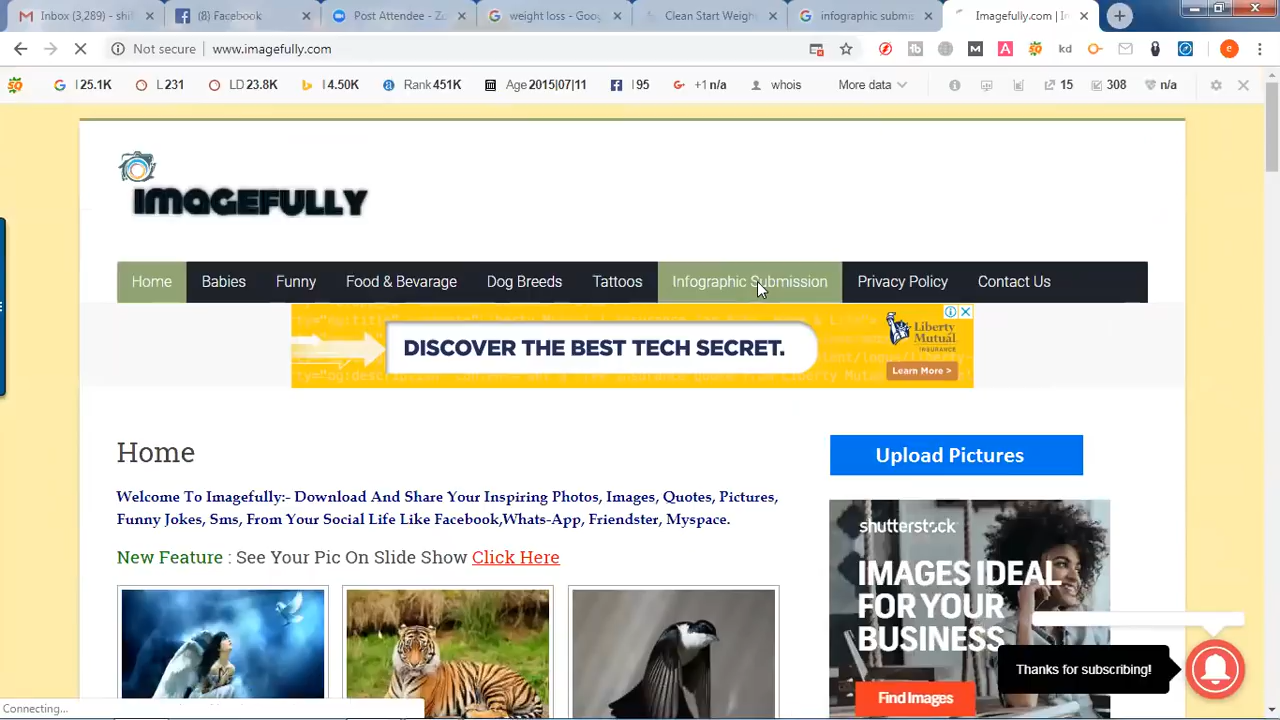 Inbox (3,289) - shif
(8) Facebook
Post Attendee - Zo
weight loss - Goog
Clean Start Weigh
infographic submis
Imagefully.com | In
Not secure
www.imagefully.com
kd
e
I 25.1K
L 231
LD 23.8K
I 4.50K
Rank 451K
Age 2015|07|11
I 95
+1 n/a
whois
More data
15
308
n/a
IMAGEFULLY
Home
Babies
Funny
Food & Bevarage
Dog Breeds
Tattoos
Infographic Submission
Privacy Policy
Contact Us
DISCOVER THE BEST TECH SECRET.
Liberty
Mutual
INSURANCE
Learn More >
Home
Upload Pictures
Welcome To Imagefully:- Download And Share Your Inspiring Photos, Images, Quotes, Pictures,
Funny Jokes, Sms, From Your Social Life Like Facebook,Whats-App, Friendster, Myspace.
New Feature : See Your Pic On Slide Show Click Here
shutterstock
IMAGES IDEAL
FOR YOUR
BUSINESS
Find Images
Thanks for subscribing!
Connecting...